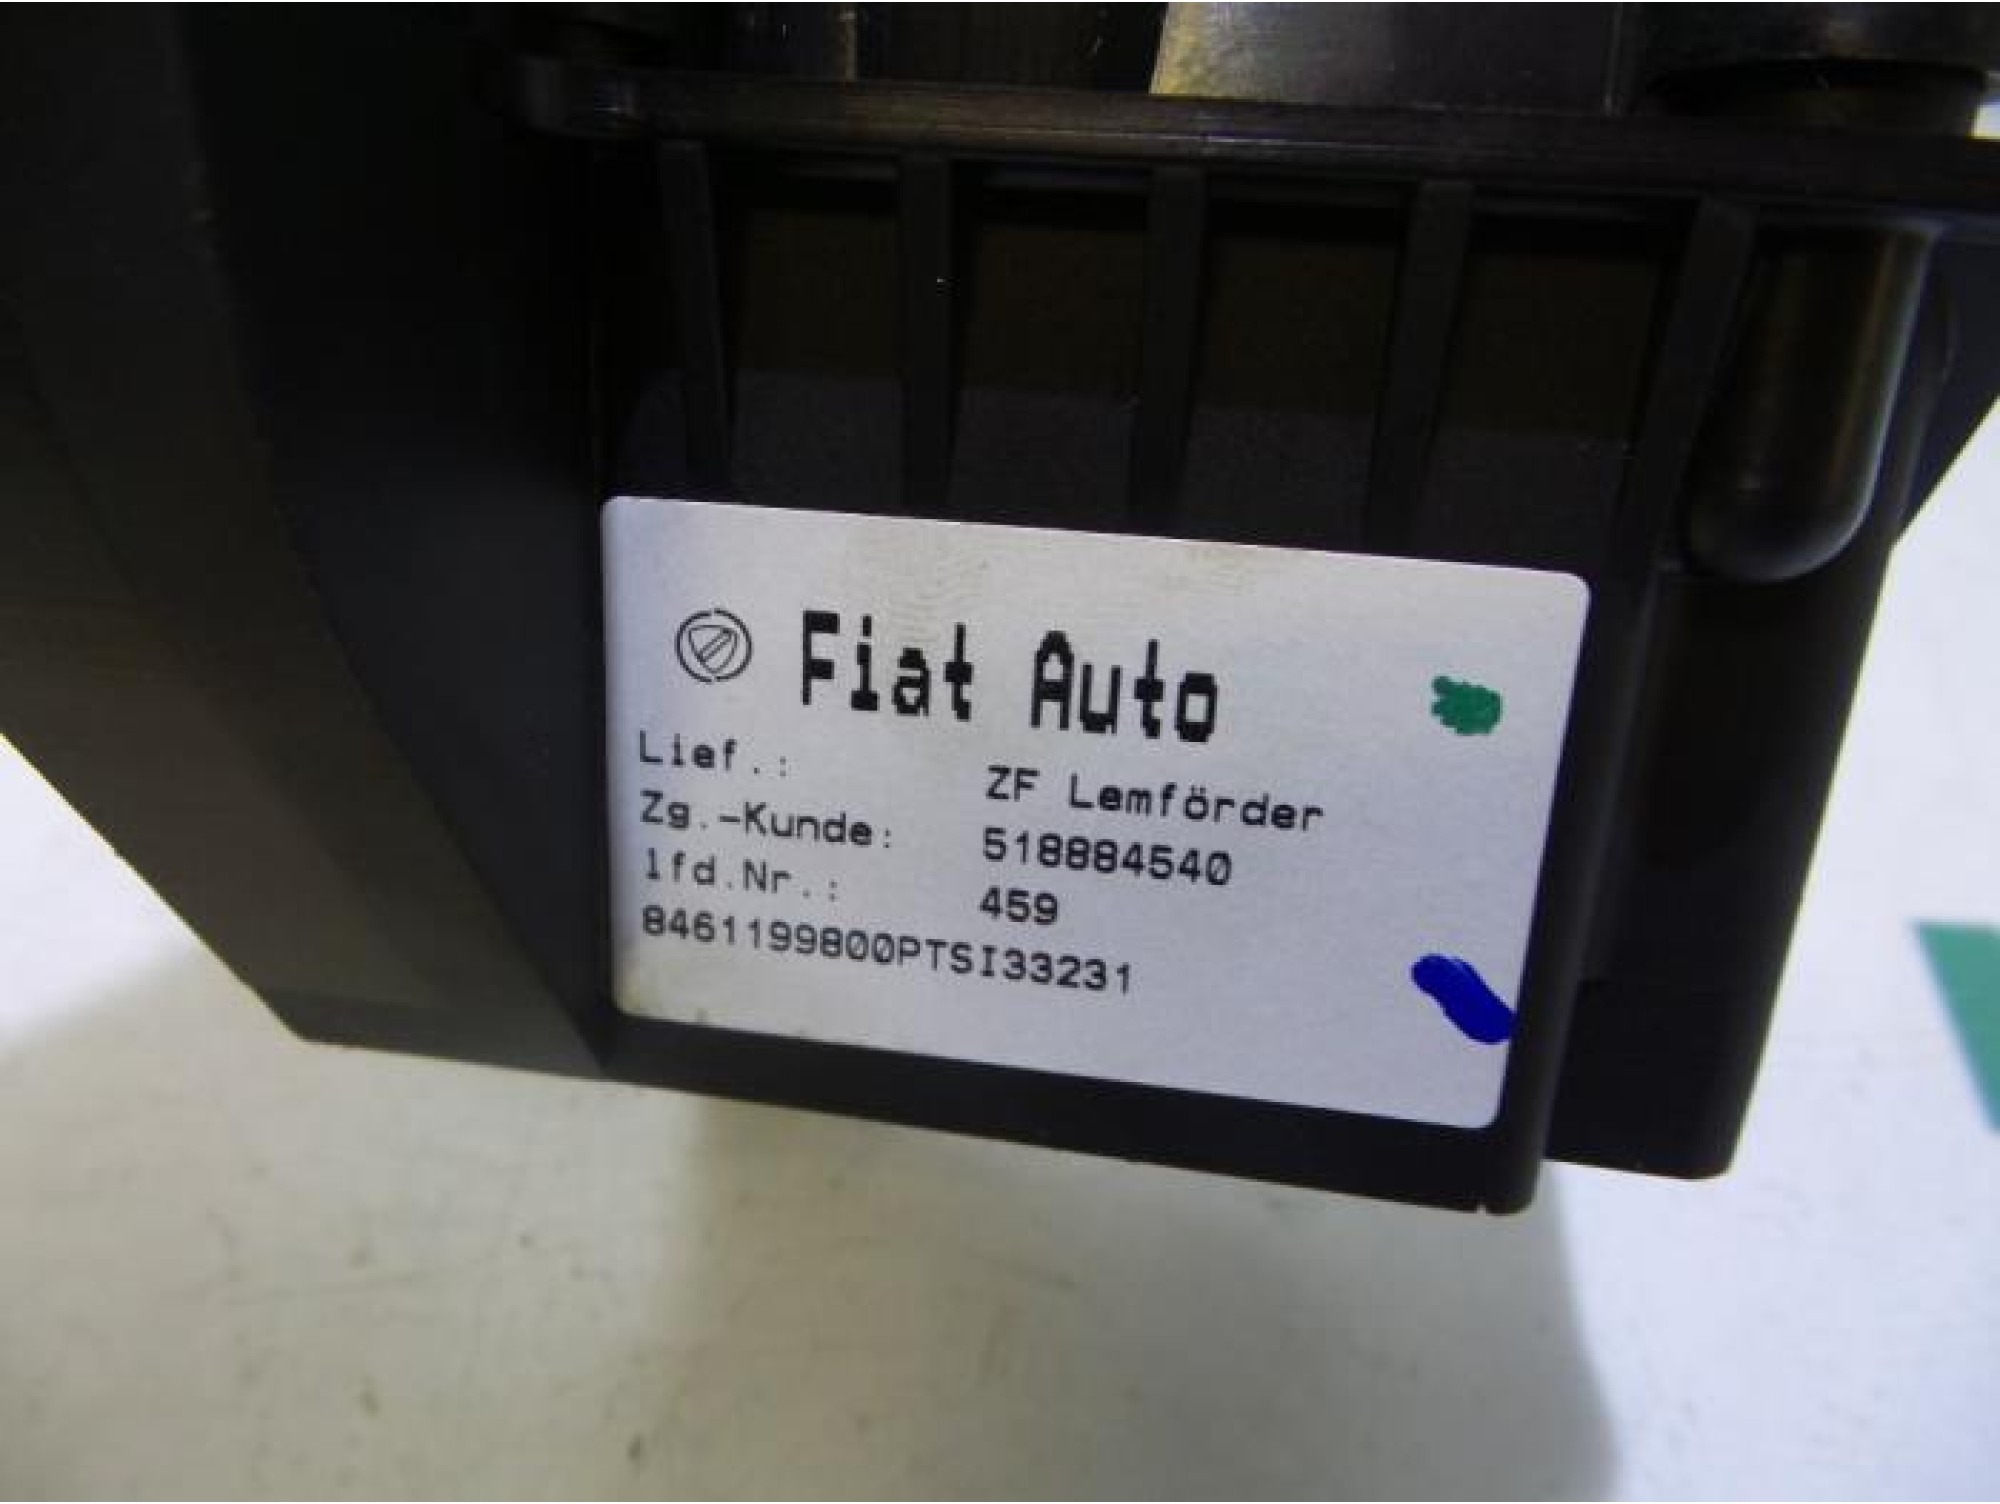 Fiat Auto
Lief.: ZF Lemförder
Zg.-Kunde: 518884540
lfd.Nr.: 459
8461199800PTSI33231